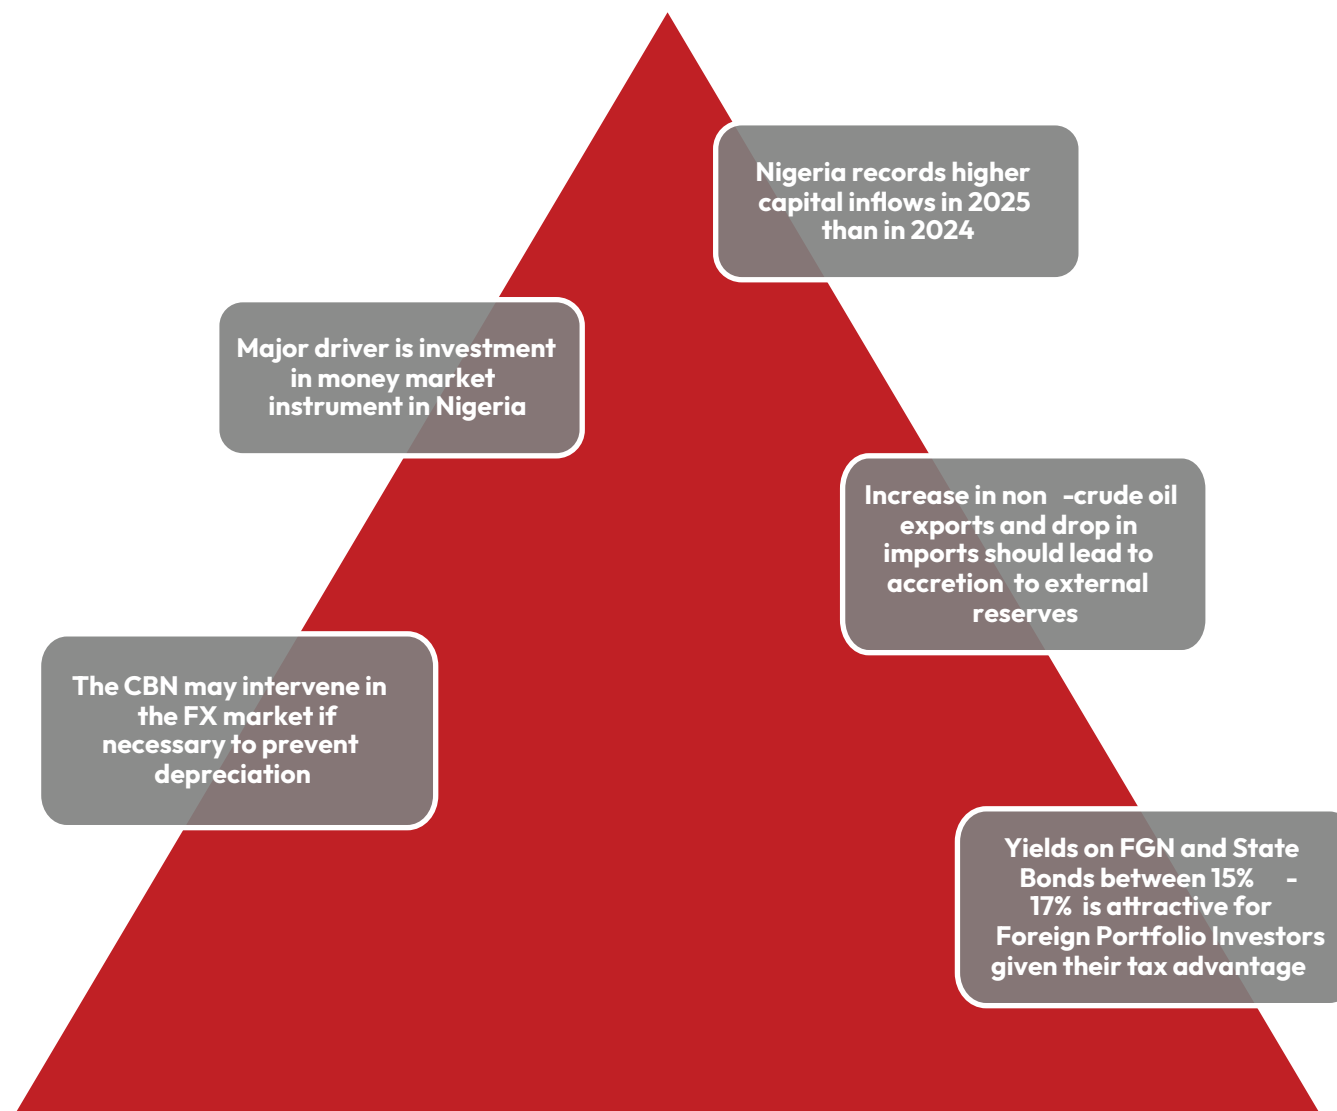 Nigeria records higher
capital inflows in 2025
than in 2024
Major driver is investment
in money market
instrument in Nigeria
Increase in non -crude oil
exports and drop in
imports should lead to
accretion to external
reserves
The CBN may intervene in
the FX market if
necessary to prevent
depreciation
Yields on FGN and State
Bonds between 15% -
17% is attractive for
Foreign Portfolio Investors
given their tax advantage